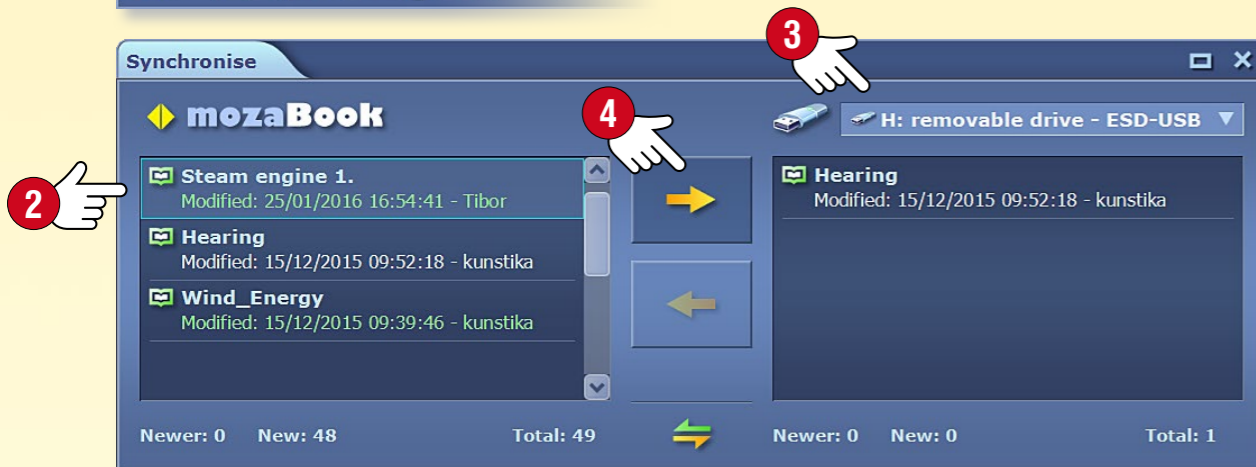 3
Synchronise
mozaBook
4
H: removable drive - ESD-USB
2
Steam engine 1.
Modified: 25/01/2016 16:54:41 - Tibor
Hearing
Modified: 15/12/2015 09:52:18 - kunstika
Wind_Energy
Modified: 15/12/2015 09:39:46 - kunstika
Hearing
Modified: 15/12/2015 09:52:18 - kunstika
Newer: 0 New: 48 Total: 49
Newer: 0 New: 0 Total: 1